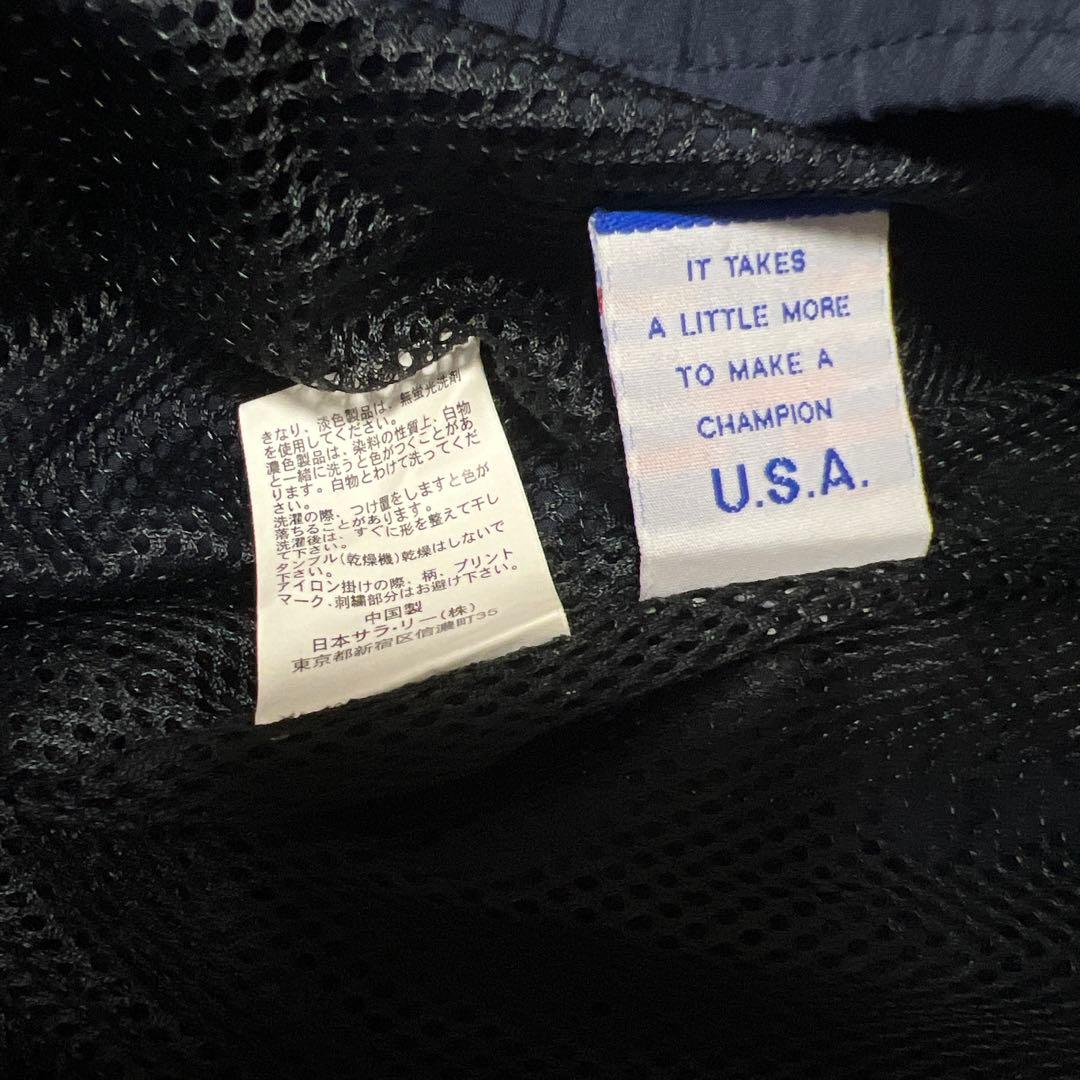 きなり、淡色製品は、無蛍光洗剤
を使用してください。
濃色製品は、染料の性質上、白物
と一緒に洗うと色がつくことがあ
ります。白物とわけて洗ってくだ
さい。
洗濯の際、つけ置をしますと色が
落ちることがあります。
洗濯後は、すぐに形を整えて干し
て下さい。
タンブル(乾燥機)乾燥はしないで
下さい。
アイロン掛けの際、柄、プリント
マーク、刺繍部分はお避け下さい。
中国製
日本サラ・リー(株)
東京都新宿区信濃町35
IT TAKES
A LITTLE MORE
TO MAKE A
CHAMPION
U.S.A.